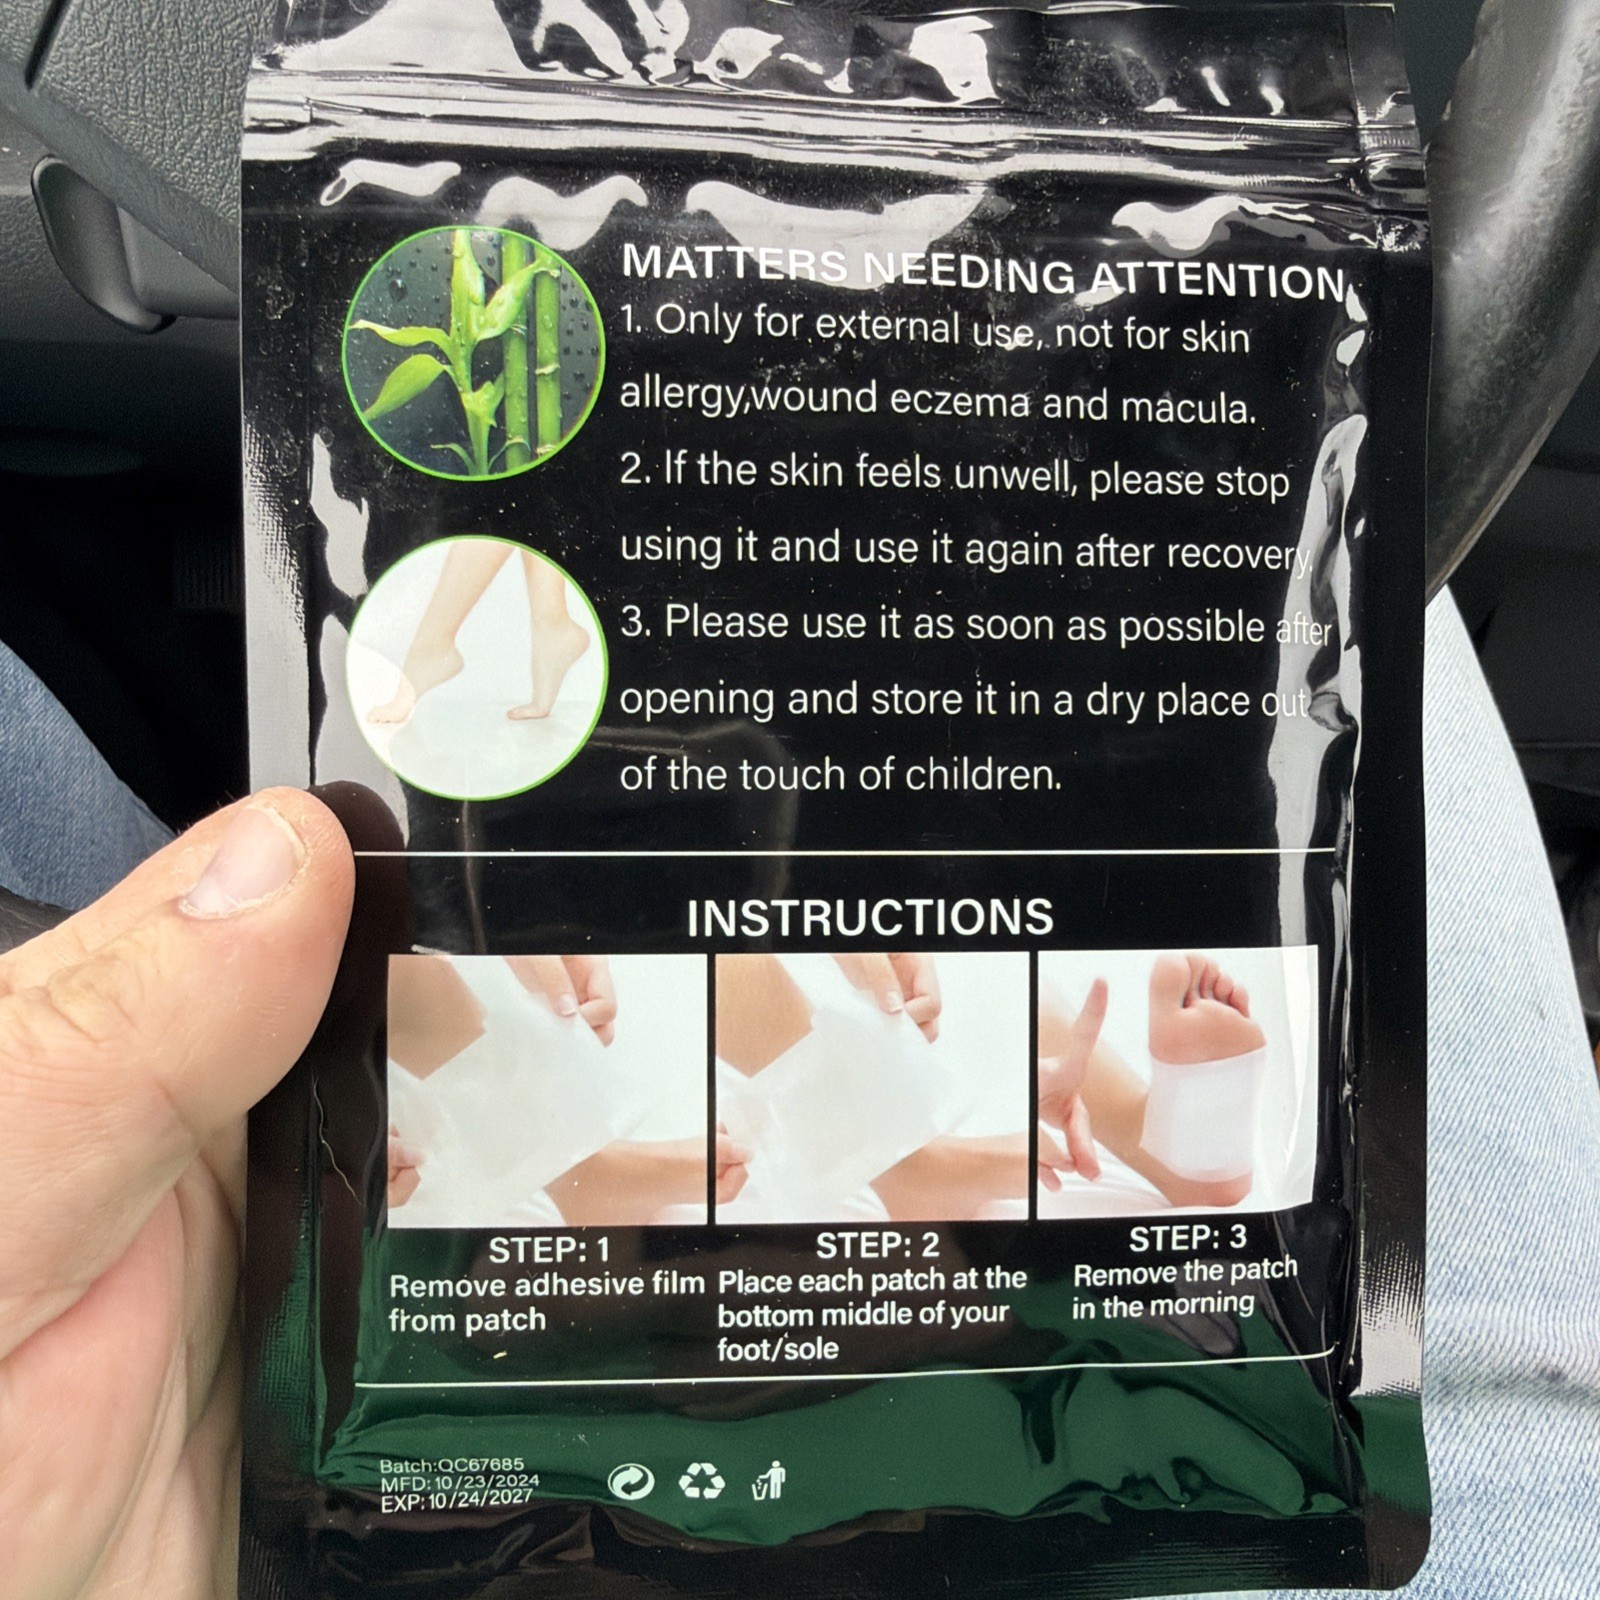 MATTERS NEEDING ATTENTION
1. Only for external use, not for skin
allergy,wound eczema and macula.
2. If the skin feels unwell, please stop
using it and use it again after recovery.
3. Please use it as soon as possible after
opening and store it in a dry place out
of the touch of children.
INSTRUCTIONS
STEP: 1
Remove adhesive film
from patch
STEP: 2
Place each patch at the
bottom middle of your
foot/sole
STEP: 3
Remove the patch
in the morning
Batch:QC67685
MFD: 10/23/2024
EXP: 10/24/2027